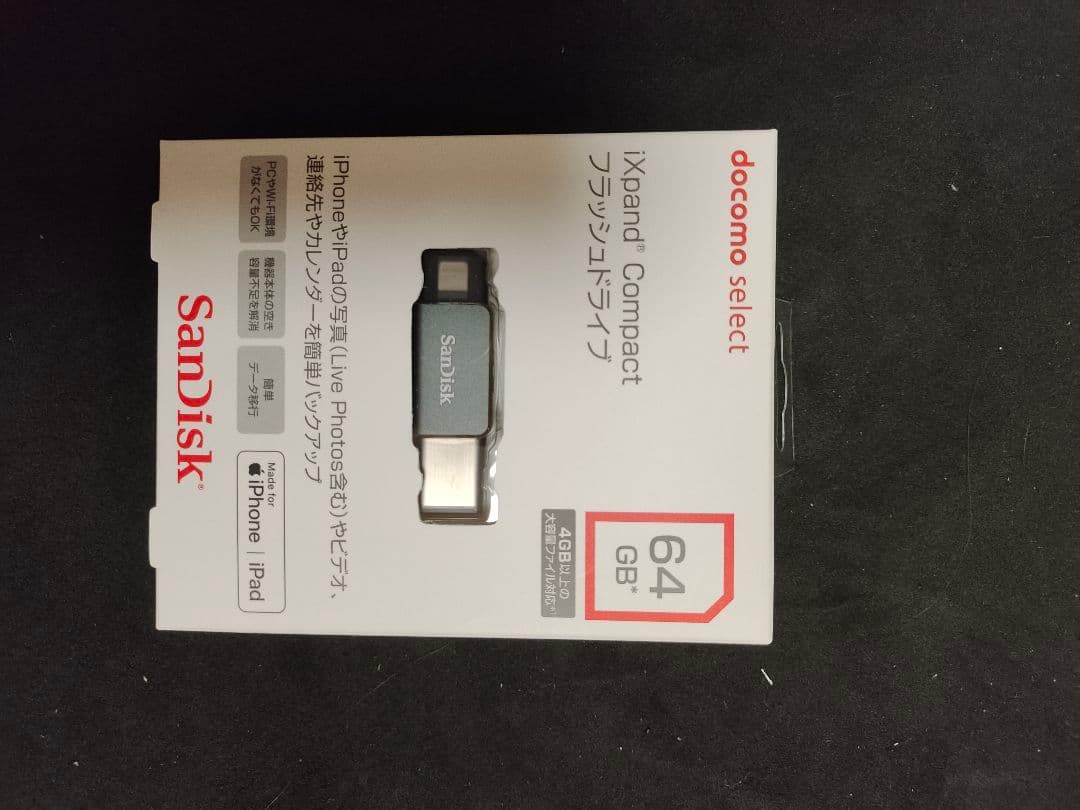 docomo select
iXpand® Compact
フラッシュドライブ
64
GB*
4GB以上の
大容量ファイル対応※1
SanDisk
iPhoneやiPadの写真(Live Photos含む)やビデオ、
連絡先やカレンダーを簡単バックアップ
PCやWi-Fi環境
がなくてもOK
機器本体の空き
容量不足を解消
簡単
データ移行
Made for
iPhone | iPad
SanDisk®